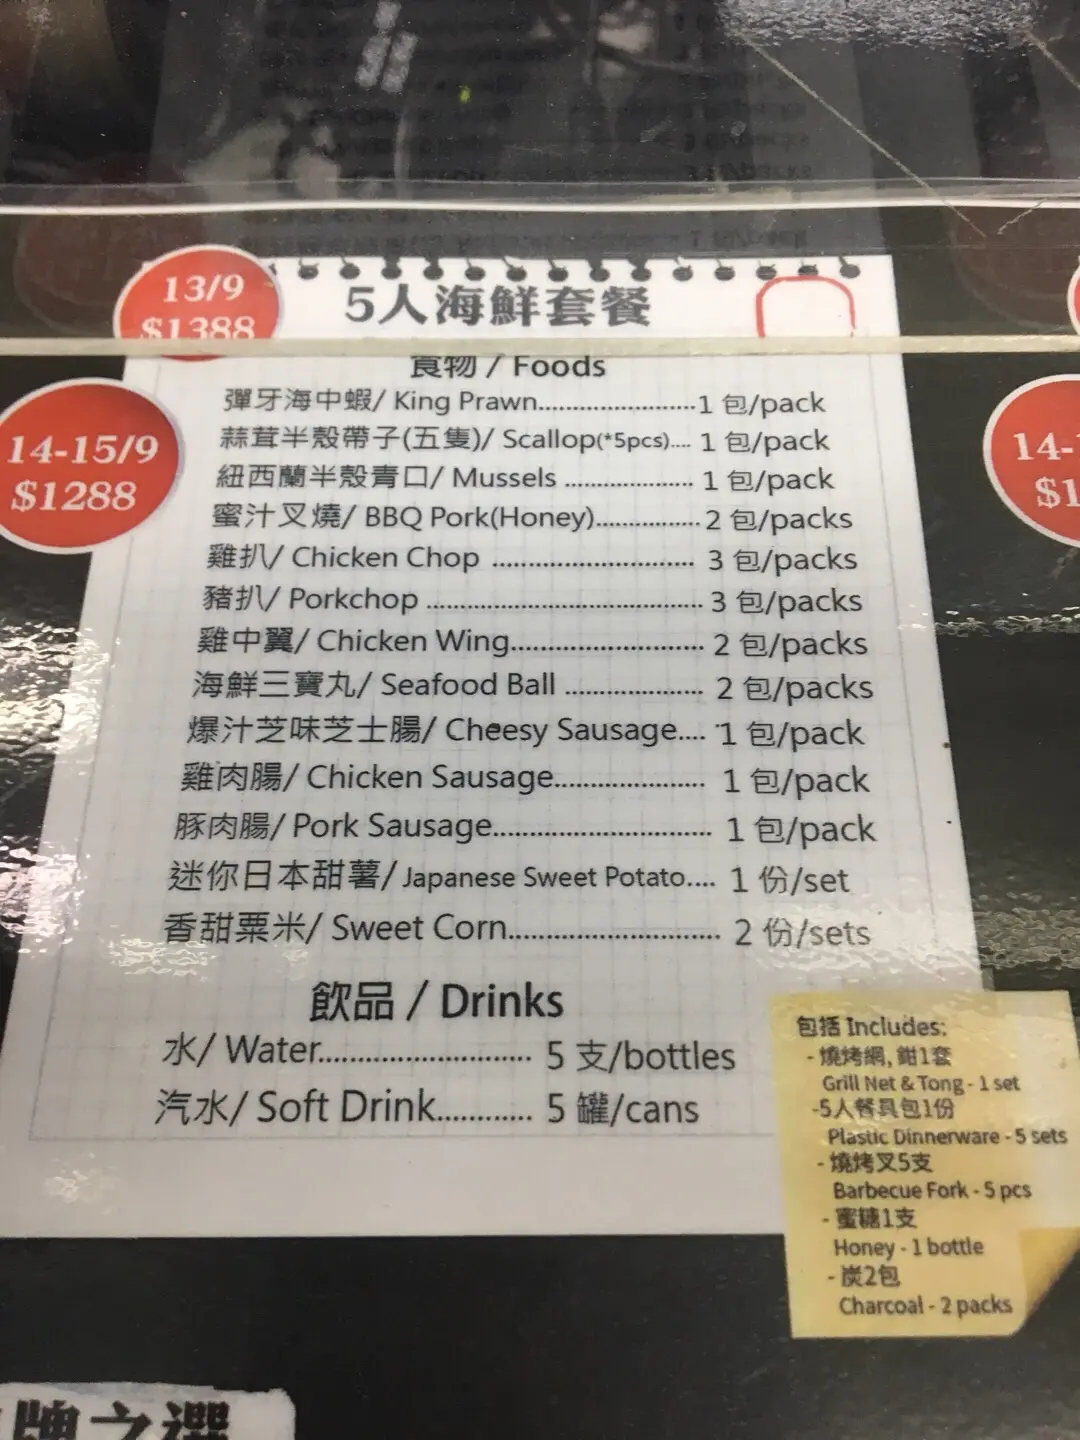 13/9
$1388
5人海鮮套餐
14-15/9
$1288
食物 / Foods
彈牙海中蝦/ King Prawn........................1 包/pack
蒜茸半殼帶子(五隻)/ Scallop(*5pcs).... 1 包/pack
紐西蘭半殼青口/ Mussels .................... 1 包/pack
蜜汁叉燒/ BBQ Pork(Honey).................2 包/packs
雞扒/ Chicken Chop ................................ 3 包/packs
豬扒/ Porkchop ........................................... 3 包/packs
雞中翼/ Chicken Wing.............................. 2 包/packs
海鮮三寶丸/ Seafood Ball ..................... 2 包/packs
爆汁芝味芝士腸/ Cheesy Sausage.... 1 包/pack
雞肉腸/ Chicken Sausage....................... 1 包/pack
豚肉腸/ Pork Sausage................................. 1 包/pack
迷你日本甜薯/ Japanese Sweet Potato.... 1 份/set
香甜粟米/ Sweet Corn............................... 2 份/sets
飲品 / Drinks
水/ Water............................ 5 支/bottles
汽水/ Soft Drink............ 5 罐/cans
包括 Includes:
- 燒烤網, 鉗1套
Grill Net & Tong - 1 set
-5人餐具包1份
Plastic Dinnerware - 5 sets
- 燒烤叉5支
Barbecue Fork - 5 pcs
- 蜜糖1支
Honey - 1 bottle
- 炭2包
Charcoal - 2 packs
14-
$1
牌之選